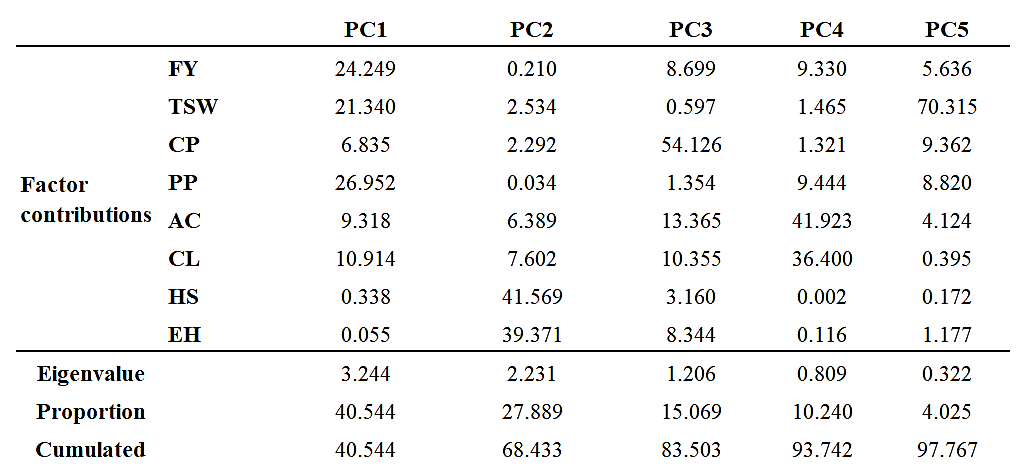 PC1 PC2 PC3 PC4 PC5
FY 24.249 0.210 8.699 9.330 5.636
TSW 21.340 2.534 0.597 1.465 70.315
CP 6.835 2.292 54.126 1.321 9.362
Factor contributions PP 26.952 0.034 1.354 9.444 8.820
AC 9.318 6.389 13.365 41.923 4.124
CL 10.914 7.602 10.355 36.400 0.395
HS 0.338 41.569 3.160 0.002 0.172
EH 0.055 39.371 8.344 0.116 1.177
Eigenvalue 3.244 2.231 1.206 0.809 0.322
Proportion 40.544 27.889 15.069 10.240 4.025
Cumulated 40.544 68.433 83.503 93.742 97.767